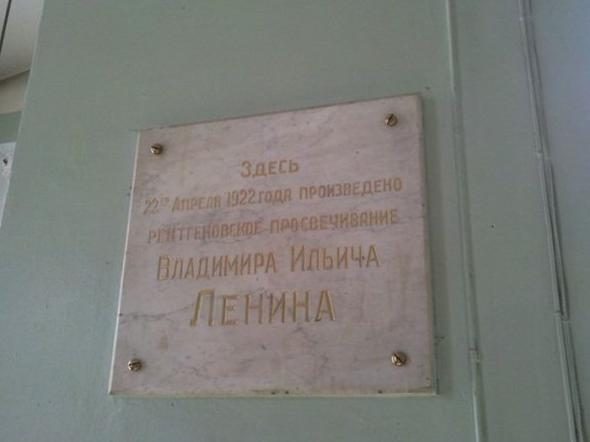 Здесь
22го Апреля 1922 года произведено
рентгеновское просвечивание
Владимира Ильича
Ленина